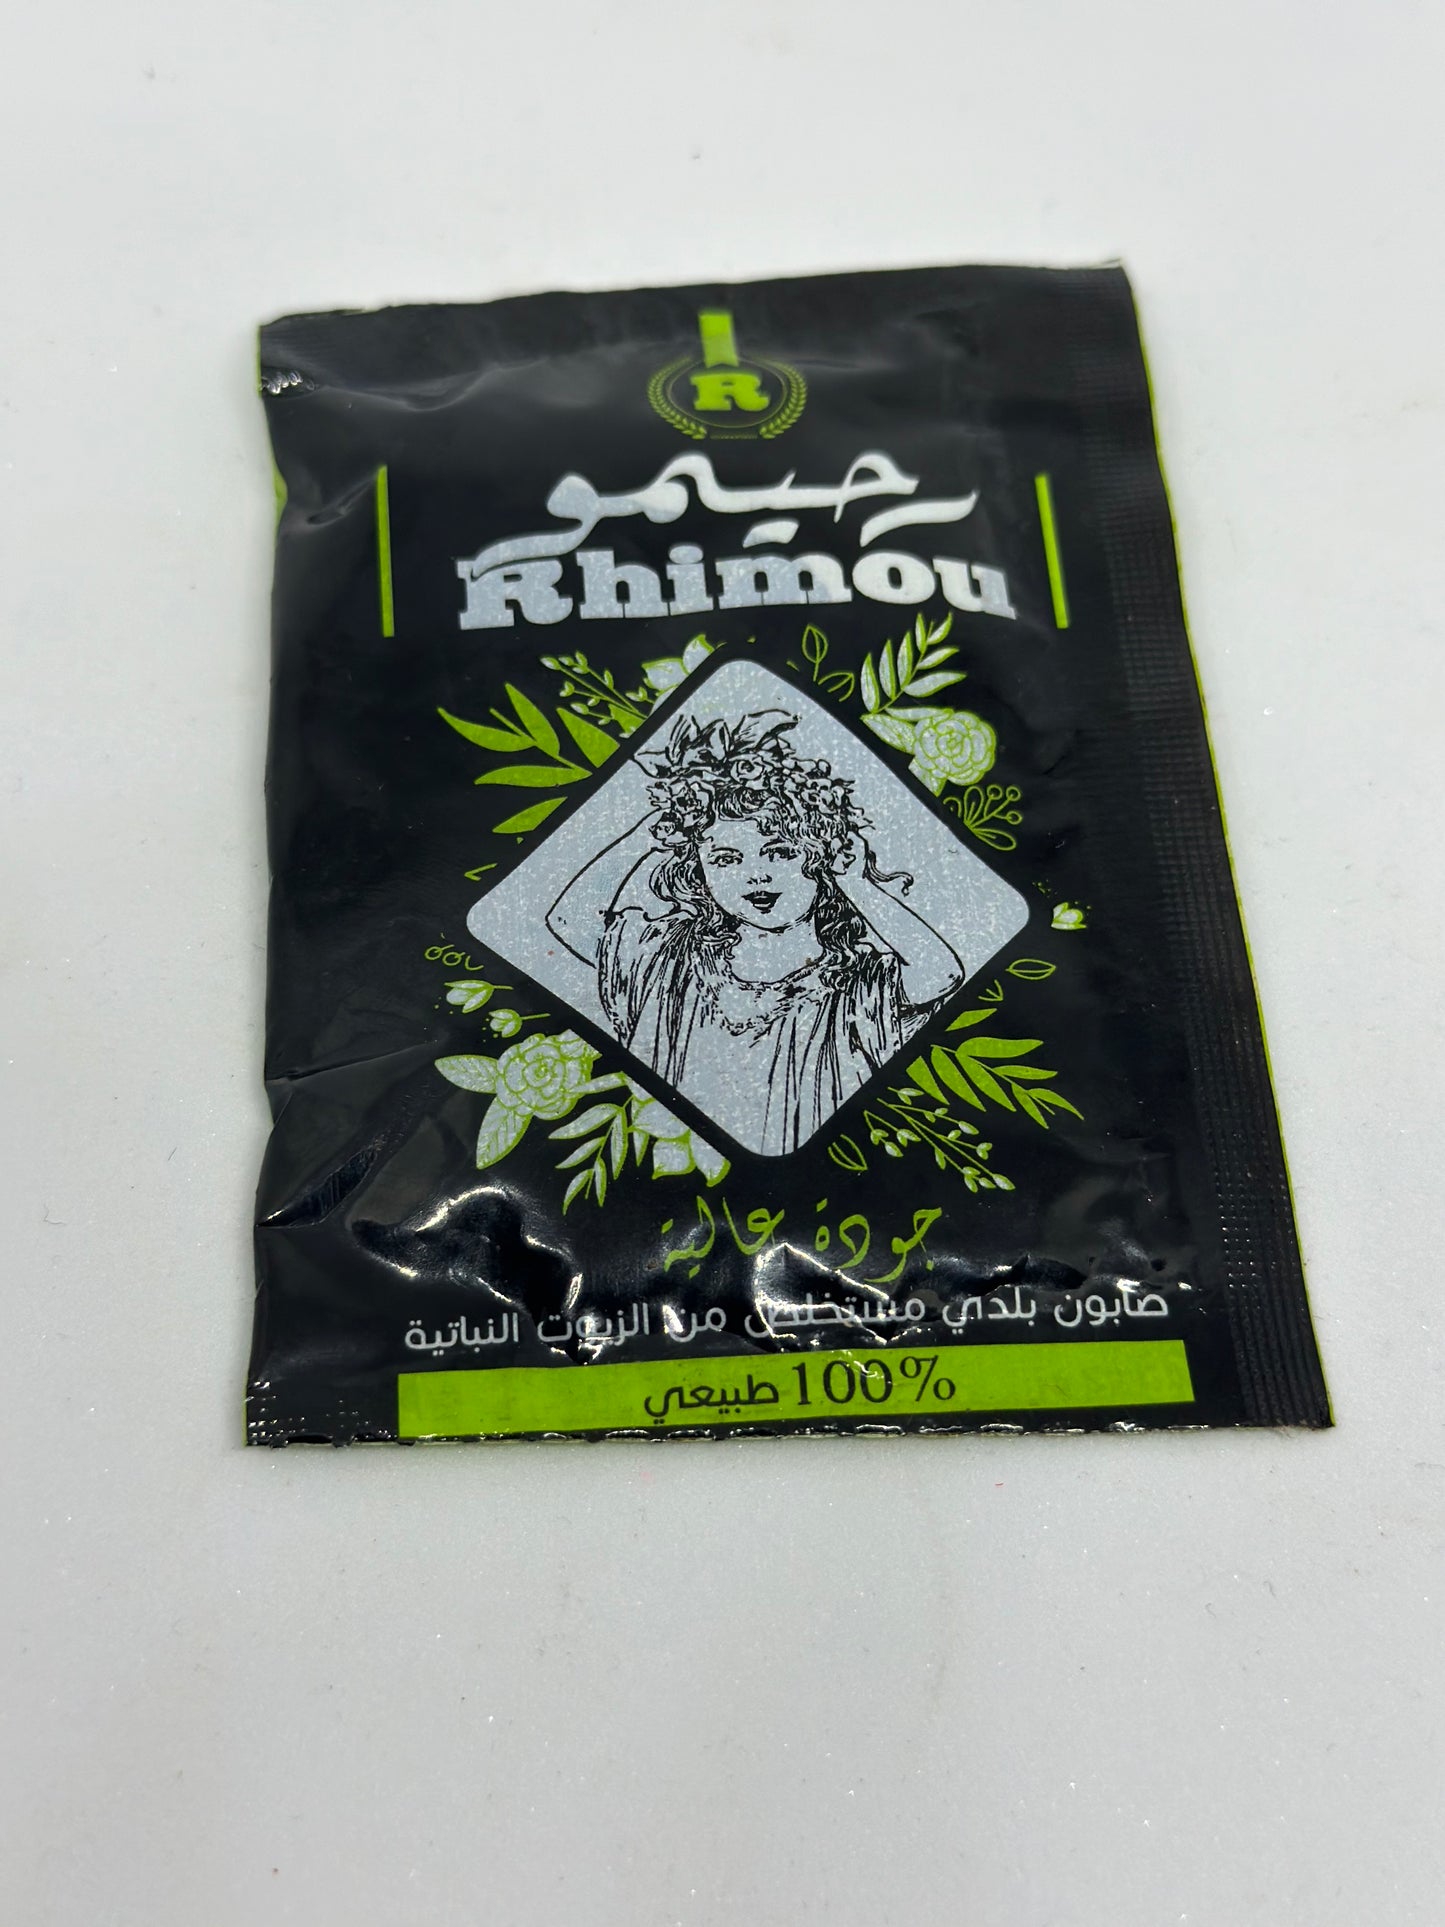 R
رحيمو
Rhimou
جودة عالية
صابون بلدي مستخلص من الزيوت النباتية
100% طبيعي